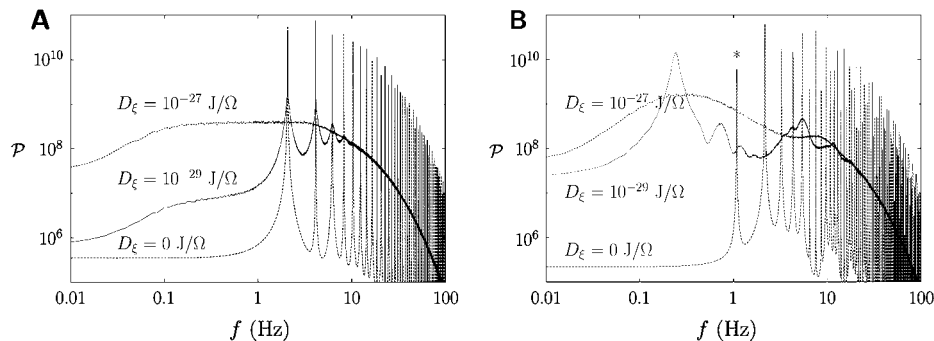 A
10^10
10^8
10^6
𝒫
D_ξ = 10^−27 J/Ω
D_ξ = 10^−29 J/Ω
D_ξ = 0 J/Ω
0.01 0.1 1 10 100
f (Hz)
B
10^10
10^8
10^6
𝒫
*
D_ξ = 10^−27 J/Ω
D_ξ = 10^−29 J/Ω
D_ξ = 0 J/Ω
0.01 0.1 1 10 100
f (Hz)